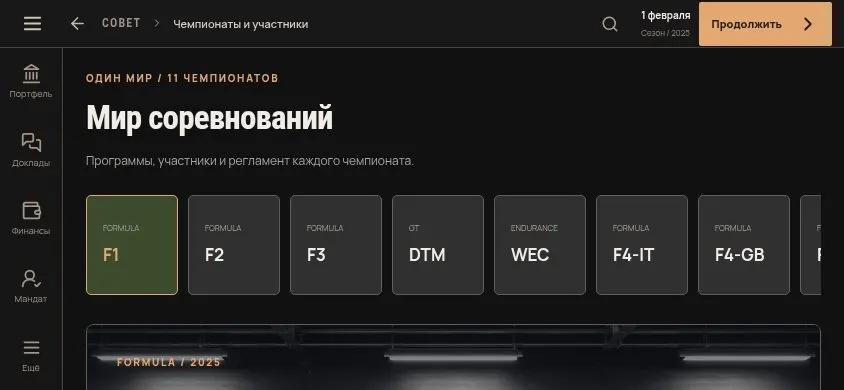 СОВЕТ
Чемпионаты и участники
1 февраля
Сезон / 2025
Продолжить
Портфель
Доклады
Финансы
Мандат
Ещё
ОДИН МИР / 11 ЧЕМПИОНАТОВ
Мир соревнований
Программы, участники и регламент каждого чемпионата.
FORMULA
F1
FORMULA
F2
FORMULA
F3
GT
DTM
ENDURANCE
WEC
FORMULA
F4-IT
FORMULA
F4-GB
FORMULA / 2025